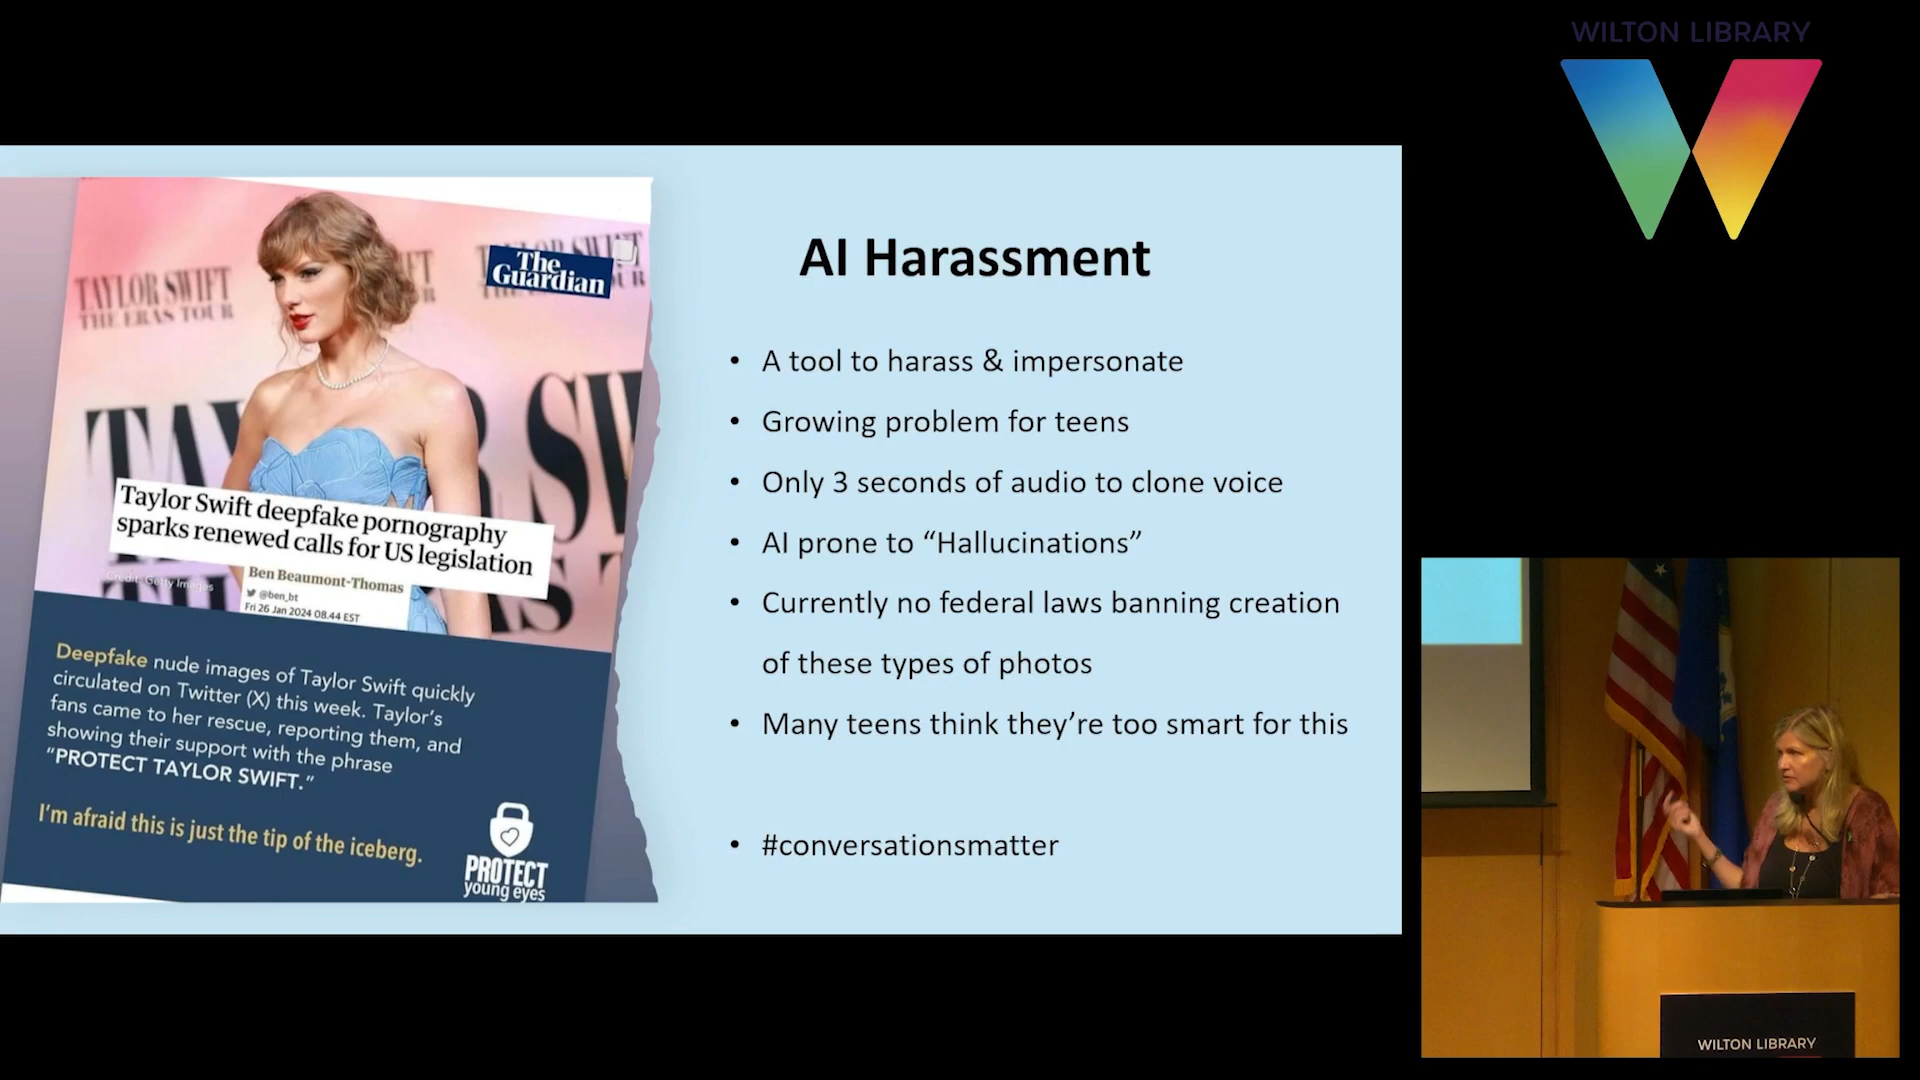 WILTON LIBRARY
TAYLOR SWIFT
THE ERAS TOUR
The
Guardian
Taylor Swift deepfake pornography
sparks renewed calls for US legislation
Credit: Getty Images
Ben Beaumont-Thomas
@ben_bt
Fri 26 Jan 2024 08.44 EST
Deepfake nude images of Taylor Swift quickly
circulated on Twitter (X) this week. Taylor's
fans came to her rescue, reporting them, and
showing their support with the phrase
"PROTECT TAYLOR SWIFT."
I'm afraid this is just the tip of the iceberg.
PROTECT
young eyes
AI Harassment
• A tool to harass & impersonate
• Growing problem for teens
• Only 3 seconds of audio to clone voice
• AI prone to “Hallucinations”
• Currently no federal laws banning creation
of these types of photos
• Many teens think they’re too smart for this
• #conversationsmatter
WILTON LIBRARY